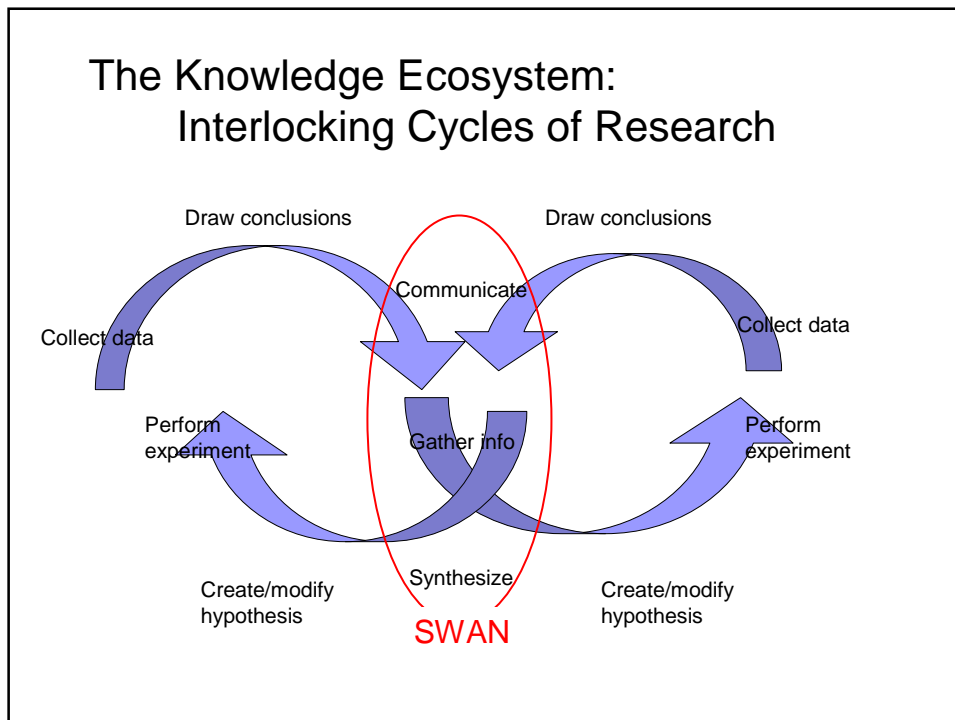 The Knowledge Ecosystem:
Interlocking Cycles of Research
Draw conclusions
Draw conclusions
Communicate
Collect data
Collect data
Perform
experiment
Gather info
Perform
experiment
Synthesize
Create/modify
hypothesis
Create/modify
hypothesis
SWAN